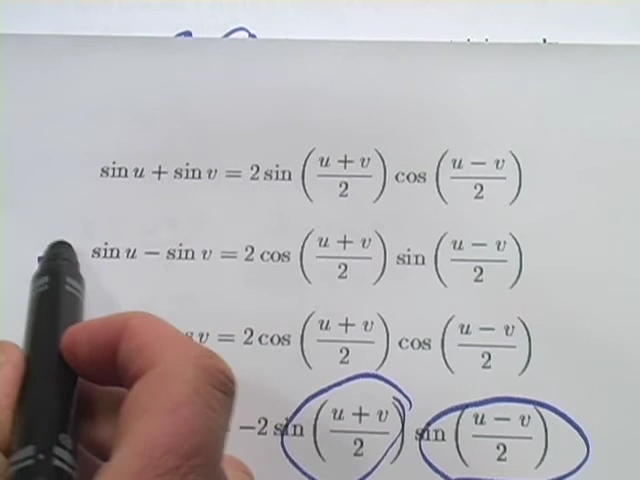 sin u + sin v = 2 sin ( (u + v)/2 ) cos ( (u − v)/2 )
sin u − sin v = 2 cos ( (u + v)/2 ) sin ( (u − v)/2 )
v = 2 cos ( (u + v)/2 ) cos ( (u − v)/2 )
−2 sin ( (u + v)/2 ) sin ( (u − v)/2 )